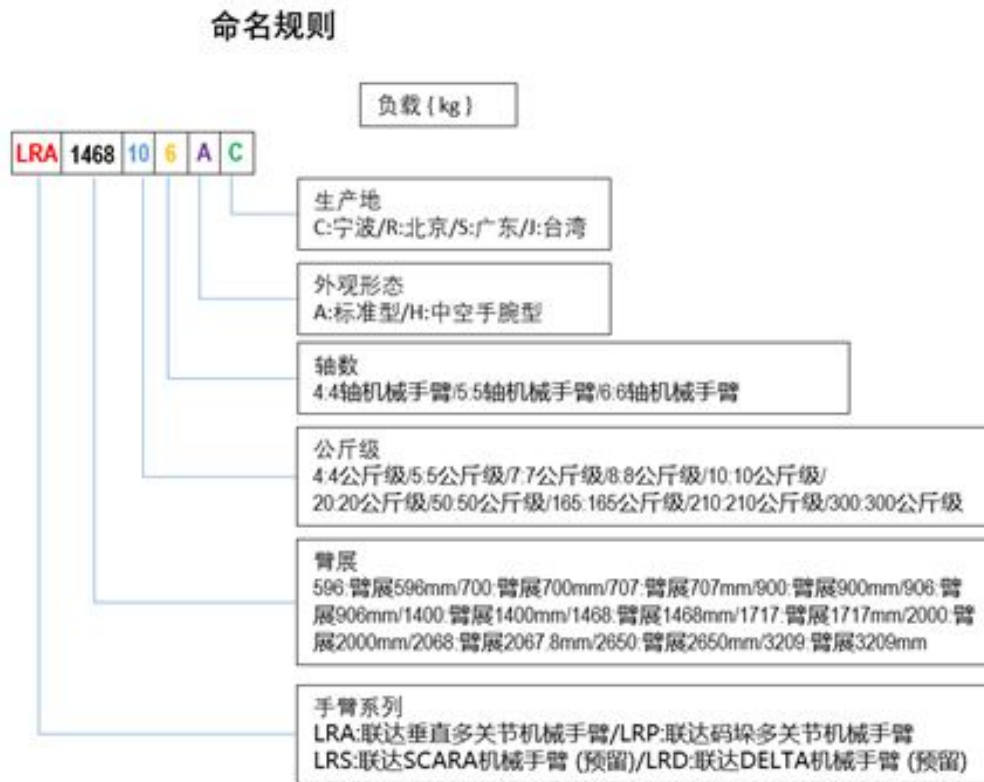 命名规则
负载 { kg }
LRA 1468 10 6 A C
生产地
C:宁波/R:北京/S:广东/J:台湾
外观形态
A:标准型/H:中空手腕型
轴数
4:4轴机械手臂/5:5轴机械手臂/6:6轴机械手臂
公斤级
4:4公斤级/5:5公斤级/7:7公斤级/8:8公斤级/10:10公斤级/
20:20公斤级/50:50公斤级/165:165公斤级/210:210公斤级/300:300公斤级
臂展
596:臂展596mm/700:臂展700mm/707:臂展707mm/900:臂展900mm/906:臂
展906mm/1400:臂展1400mm/1468:臂展1468mm/1717:臂展1717mm/2000:臂
展2000mm/2068:臂展2067.8mm/2650:臂展2650mm/3209:臂展3209mm
手臂系列
LRA:联达垂直多关节机械手臂/LRP:联达码垛多关节机械手臂
LRS:联达SCARA机械手臂 (预留)/LRD:联达DELTA机械手臂 (预留)